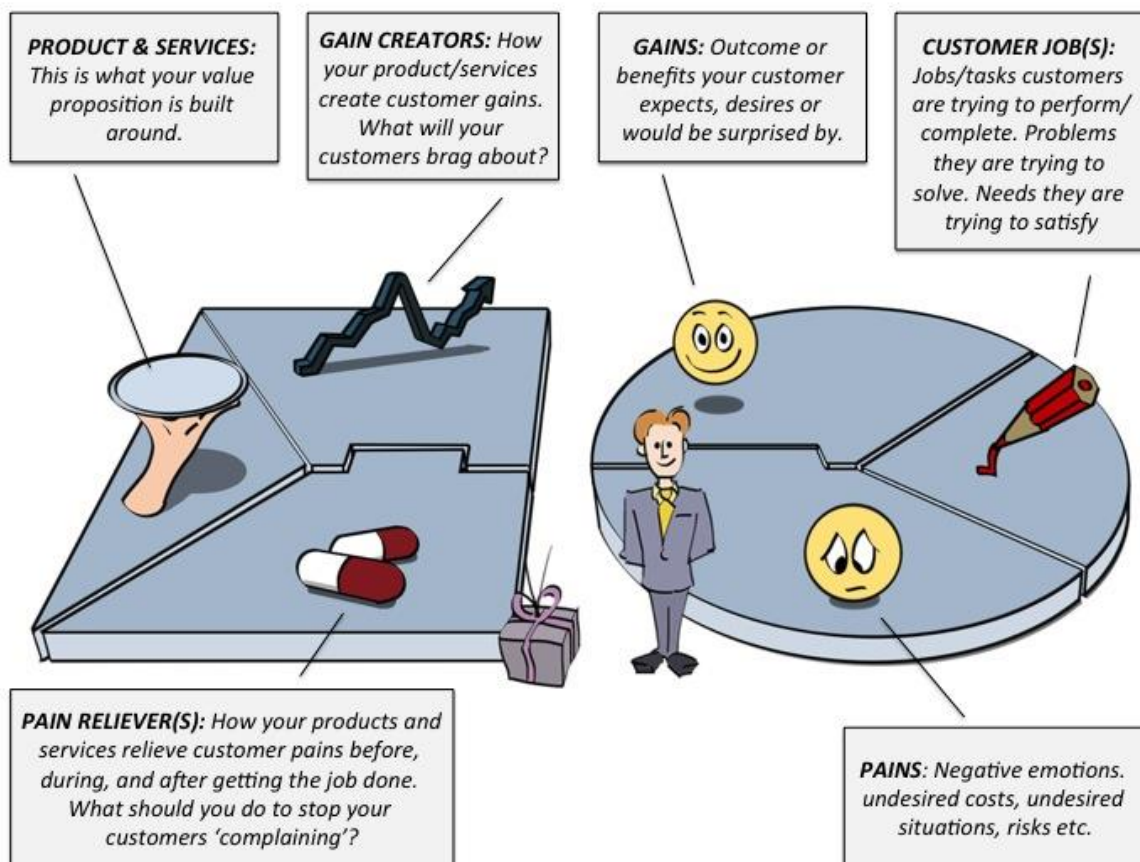 PRODUCT & SERVICES:
This is what your value
proposition is built
around.
GAIN CREATORS: How
your product/services
create customer gains.
What will your
customers brag about?
GAINS: Outcome or
benefits your customer
expects, desires or
would be surprised by.
CUSTOMER JOB(S):
Jobs/tasks customers
are trying to perform/
complete. Problems
they are trying to
solve. Needs they are
trying to satisfy
PAIN RELIEVER(S): How your products and
services relieve customer pains before,
during, and after getting the job done.
What should you do to stop your
customers ‘complaining’?
PAINS: Negative emotions.
undesired costs, undesired
situations, risks etc.